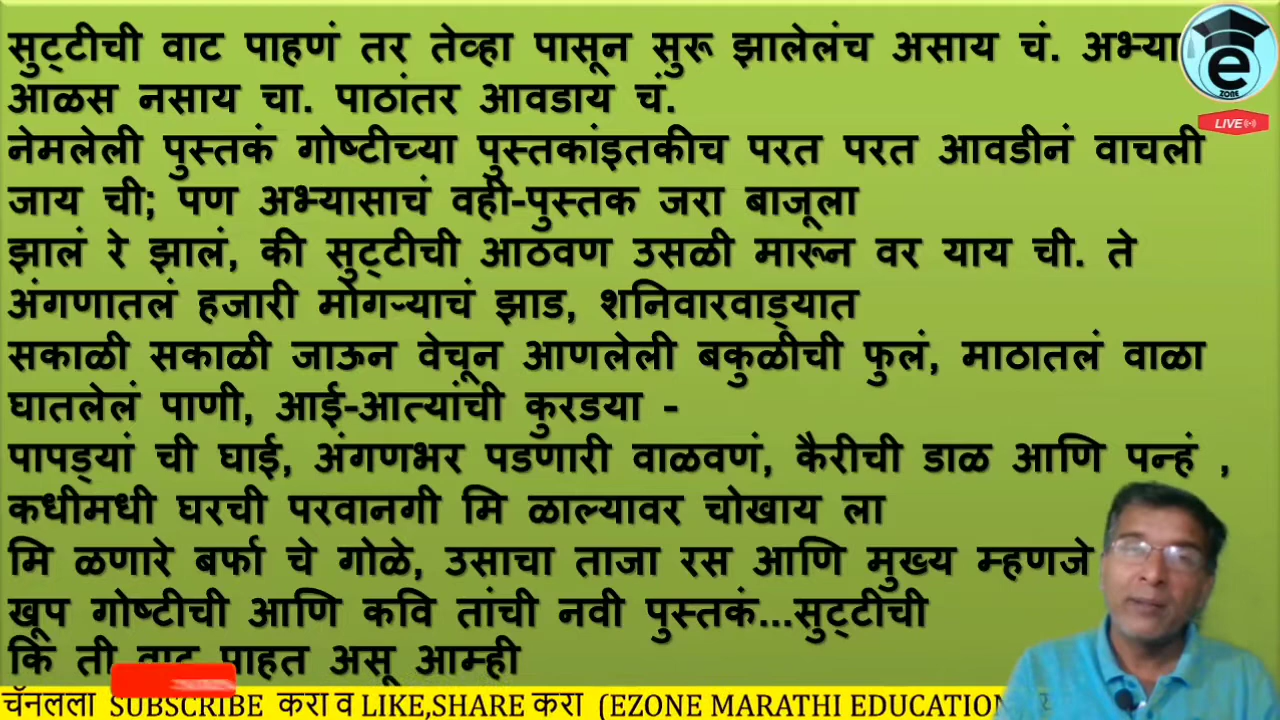 सुट्टीची वाट पाहणं तर तेव्हा पासून सुरू झालेलंच असाय चं.
आळस नसाय चा. पाठांतर आवडाय चं.
नेमलेली पुस्तकं गोष्टीच्या पुस्तकांइतकीच परत परत आवडीनं वाचली
जाय ची; पण अभ्यासाचं वही-पुस्तक जरा बाजूला
झालं रे झालं, की सुट्टीची आठवण उसळी मारून वर याय ची. ते
अंगणातलं हजारी मोगऱ्याचं झाड, शनिवारवाड्यात
सकाळी सकाळी जाऊन वेचून आणलेली बकुळीची फुलं, माठातलं वाळा
घातलेलं पाणी, आई-आत्यांची कुरडया -
पापड्यां ची घाई, अंगणभर पडणारी वाळवणं, कैरीची डाळ आणि पन्हं ,
कधीमधी घरची परवानगी मि ळाल्यावर चोखाय ला
मि ळणारे बर्फा चे गोळे, उसाचा ताजा रस आणि मुख्य म्हणजे
खूप गोष्टीची आणि कवि तांची नवी पुस्तकं...सुट्टीची
कि ती वाट पाहत असू आम्ही
चॅनलला SUBSCRIBE करा व LIKE,SHARE करा (EZONE MARATHI EDUCATION
e
ZONE
LIVE